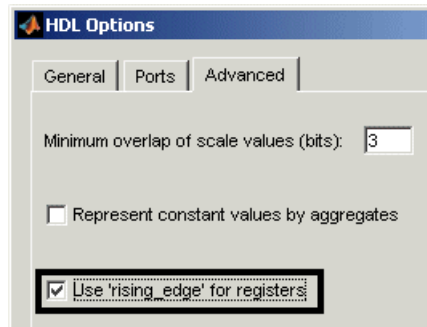 HDL Options
General Ports Advanced
Minimum overlap of scale values (bits): 3
Represent constant values by aggregates
Use 'rising_edge' for registers